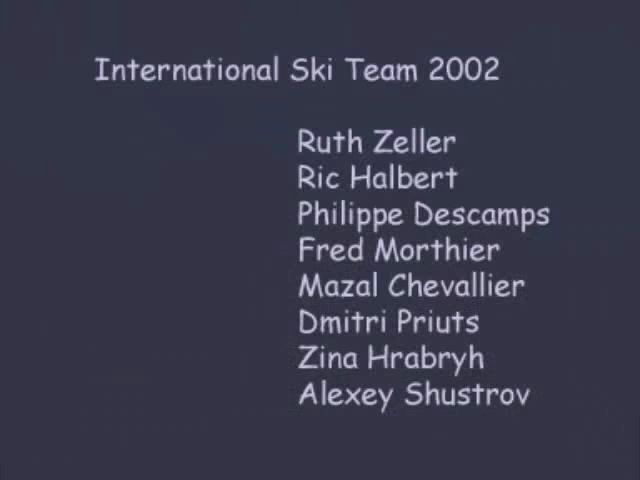 International Ski Team 2002
Ruth Zeller
Ric Halbert
Philippe Descamps
Fred Morthier
Mazal Chevallier
Dmitri Priuts
Zina Hrabryh
Alexey Shustrov